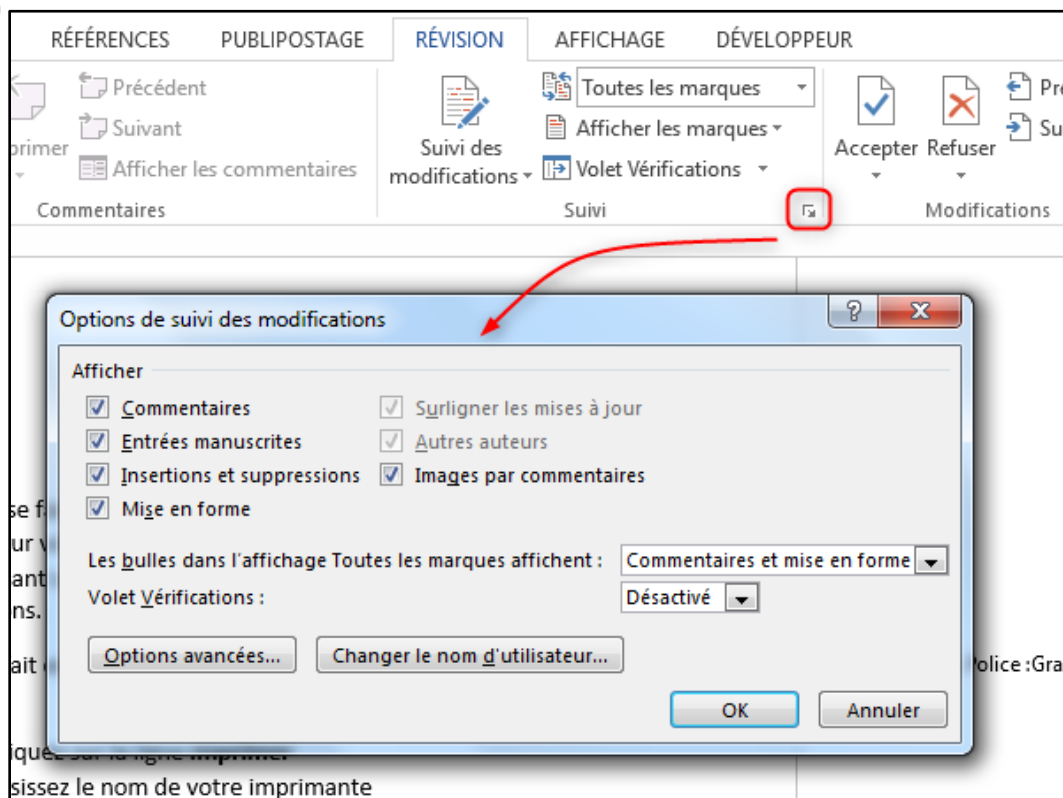 RÉFÉRENCES PUBLIPOSTAGE RÉVISION AFFICHAGE DÉVELOPPEUR
Précédent
Suivant
Afficher les commentaires
Commentaires
Suivi des
modifications
Toutes les marques
Afficher les marques
Volet Vérifications
Suivi
Accepter Refuser
Modifications
Options de suivi des modifications
Afficher
Commentaires Surligner les mises à jour
Entrées manuscrites Autres auteurs
Insertions et suppressions Images par commentaires
Mise en forme
Les bulles dans l'affichage Toutes les marques affichent : Commentaires et mise en forme
Volet Vérifications : Désactivé
Options avancées... Changer le nom d'utilisateur...
OK Annuler
sur la ligne imprimer
sissez le nom de votre imprimante